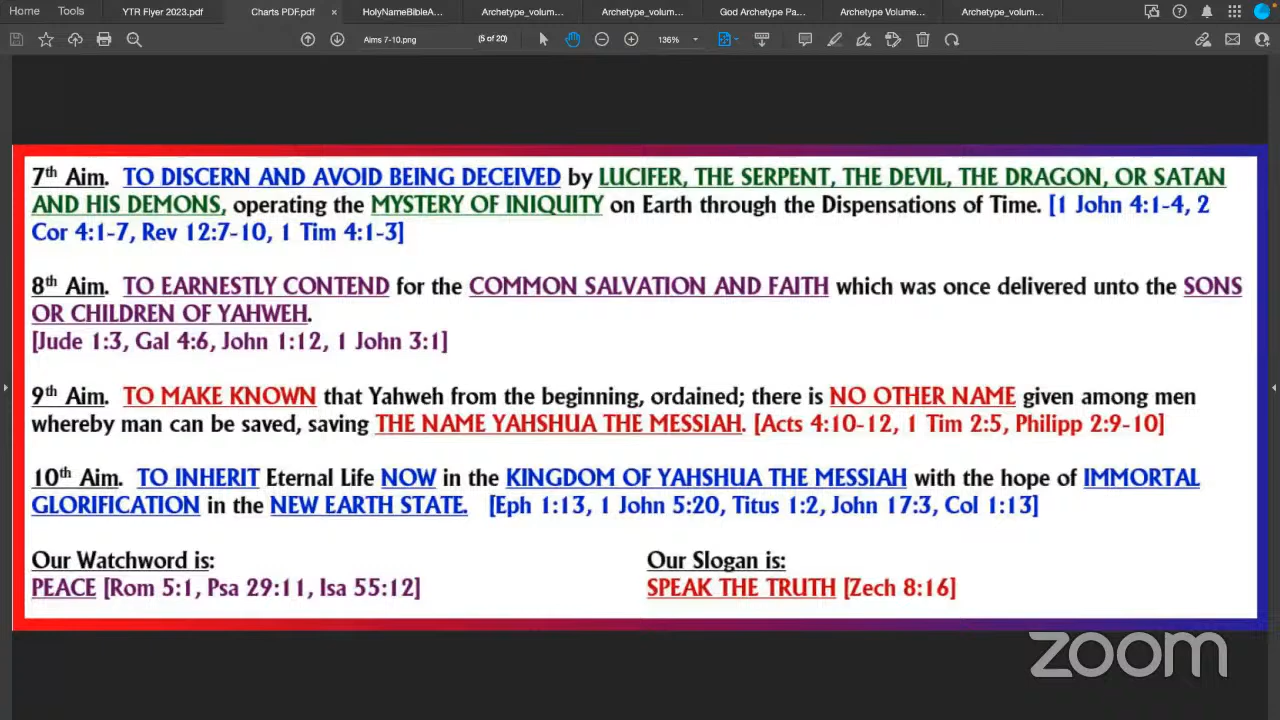 Home Tools YTR Flyer 2023.pdf Charts PDF.pdf × HolyNameBibleA... Archetype_volum... Archetype_volum... God Archetype Pa... Archetype Volume... Archetype_volum...
Aims 7-10.png (5 of 20) 136%
7th Aim. TO DISCERN AND AVOID BEING DECEIVED by LUCIFER, THE SERPENT, THE DEVIL, THE DRAGON, OR SATAN
AND HIS DEMONS, operating the MYSTERY OF INIQUITY on Earth through the Dispensations of Time. [1 John 4:1-4, 2
Cor 4:1-7, Rev 12:7-10, 1 Tim 4:1-3]
8th Aim. TO EARNESTLY CONTEND for the COMMON SALVATION AND FAITH which was once delivered unto the SONS
OR CHILDREN OF YAHWEH.
[Jude 1:3, Gal 4:6, John 1:12, 1 John 3:1]
9th Aim. TO MAKE KNOWN that Yahweh from the beginning, ordained; there is NO OTHER NAME given among men
whereby man can be saved, saving THE NAME YAHSHUA THE MESSIAH. [Acts 4:10-12, 1 Tim 2:5, Philipp 2:9-10]
10th Aim. TO INHERIT Eternal Life NOW in the KINGDOM OF YAHSHUA THE MESSIAH with the hope of IMMORTAL
GLORIFICATION in the NEW EARTH STATE. [Eph 1:13, 1 John 5:20, Titus 1:2, John 17:3, Col 1:13]
Our Watchword is: Our Slogan is:
PEACE [Rom 5:1, Psa 29:11, Isa 55:12] SPEAK THE TRUTH [Zech 8:16]
zoom